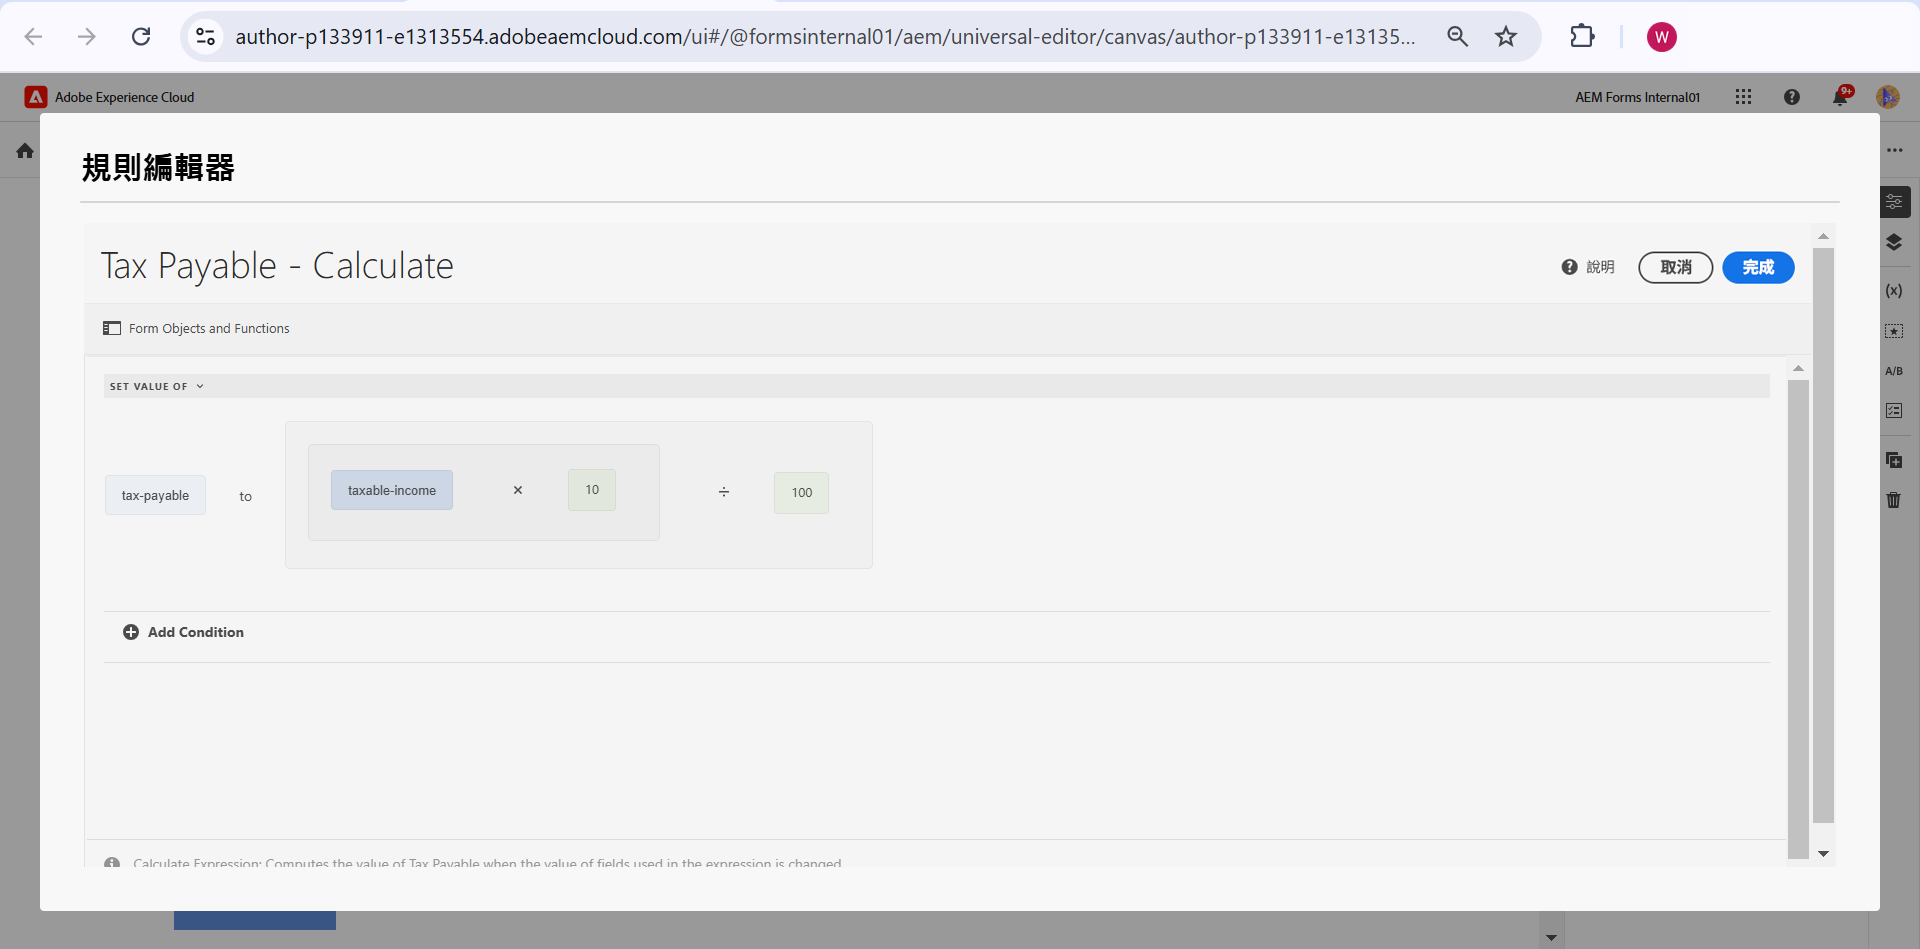 author-p133911-e1313554.adobeaemcloud.com/ui#/@formsinternal01/aem/universal-editor/canvas/author-p133911-e13135...
W
Adobe Experience Cloud
AEM Forms Internal01
9+
規則編輯器
Tax Payable - Calculate
說明
取消
完成
Form Objects and Functions
SET VALUE OF
tax-payable to taxable-income × 10 ÷ 100
Add Condition
Calculate Expression: Computes the value of Tax Payable when the value of fields used in the expression is changed
(x)
A/B